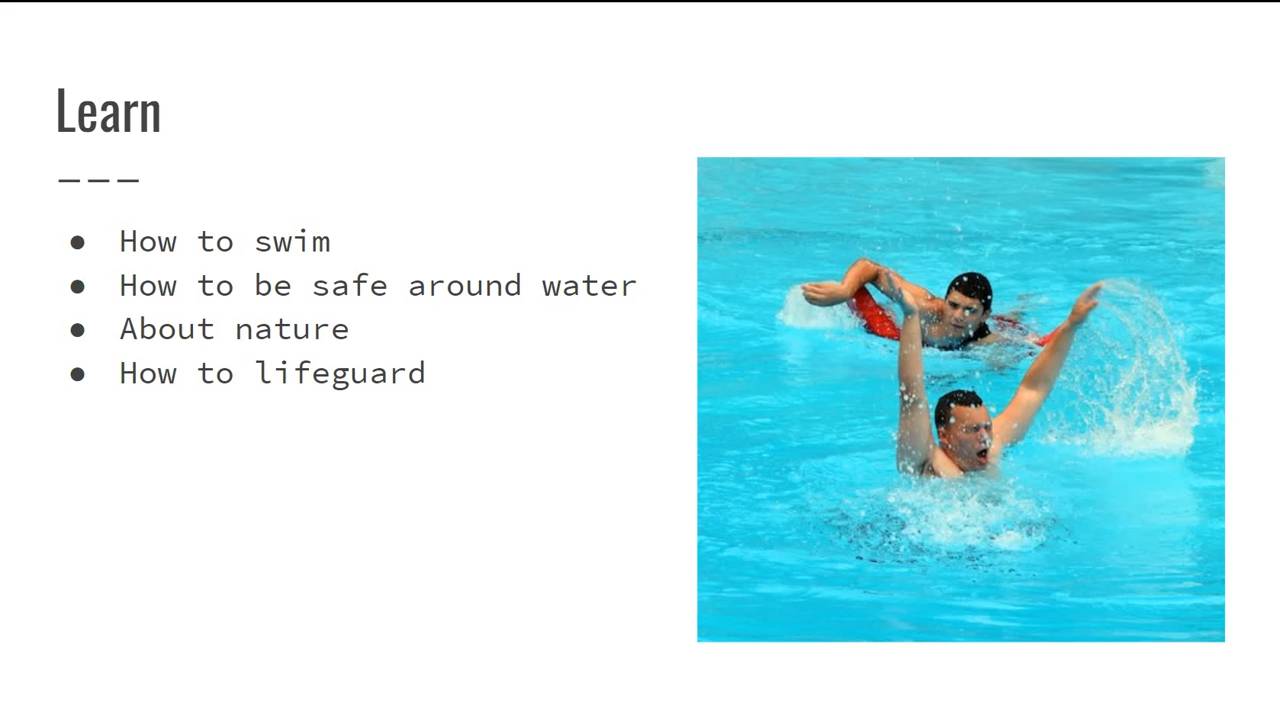 Learn
———
● How to swim
● How to be safe around water
● About nature
● How to lifeguard